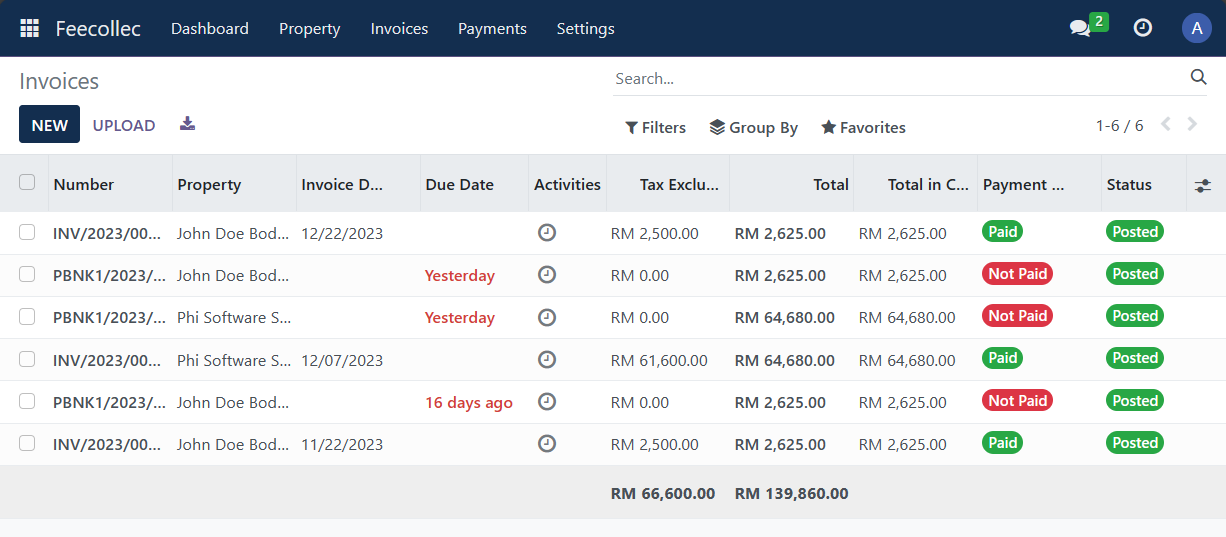 Feecollec Dashboard Property Invoices Payments Settings 2 A
Invoices Search...
NEW UPLOAD Filters Group By Favorites 1-6 / 6
Number Property Invoice D... Due Date Activities Tax Exclu... Total Total in C... Payment ... Status
INV/2023/00... John Doe Bod... 12/22/2023 RM 2,500.00 RM 2,625.00 RM 2,625.00 Paid Posted
PBNK1/2023/... John Doe Bod... Yesterday RM 0.00 RM 2,625.00 RM 2,625.00 Not Paid Posted
PBNK1/2023/... Phi Software S... Yesterday RM 0.00 RM 64,680.00 RM 64,680.00 Not Paid Posted
INV/2023/00... Phi Software S... 12/07/2023 RM 61,600.00 RM 64,680.00 RM 64,680.00 Paid Posted
PBNK1/2023/... John Doe Bod... 16 days ago RM 0.00 RM 2,625.00 RM 2,625.00 Not Paid Posted
INV/2023/00... John Doe Bod... 11/22/2023 RM 2,500.00 RM 2,625.00 RM 2,625.00 Paid Posted
RM 66,600.00 RM 139,860.00